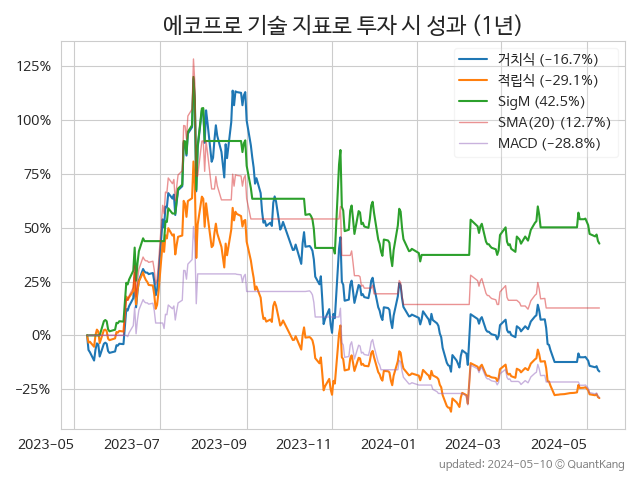 에코프로 기술 지표로 투자 시 성과 (1년)
거치식 (−16.7%)
적립식 (−29.1%)
SigM (42.5%)
SMA(20) (12.7%)
MACD (−28.8%)
125%
100%
75%
50%
25%
0%
−25%
2023-05 2023-07 2023-09 2023-11 2024-01 2024-03 2024-05
updated: 2024-05-10 © QuantKang